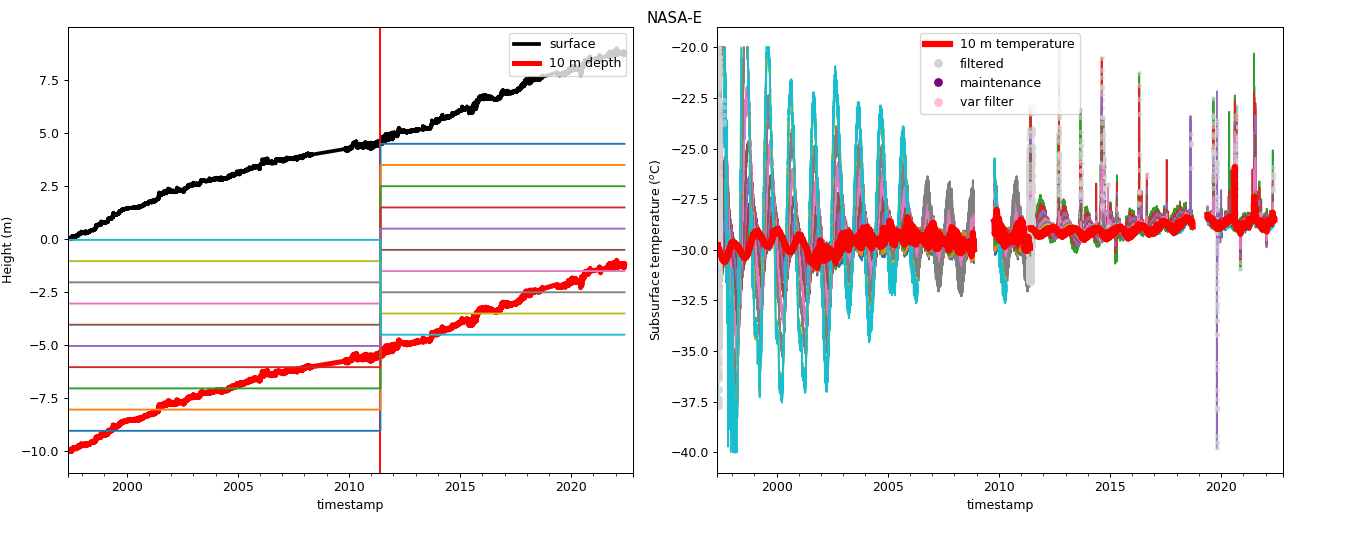 NASA-E
surface
10 m depth
7.5
5.0
2.5
0.0
−2.5
−5.0
−7.5
−10.0
Height (m)
2000
2005
2010
2015
2020
timestamp
10 m temperature
filtered
maintenance
var filter
−20.0
−22.5
−25.0
−27.5
−30.0
−32.5
−35.0
−37.5
−40.0
Subsurface temperature (°C)
2000
2005
2010
2015
2020
timestamp